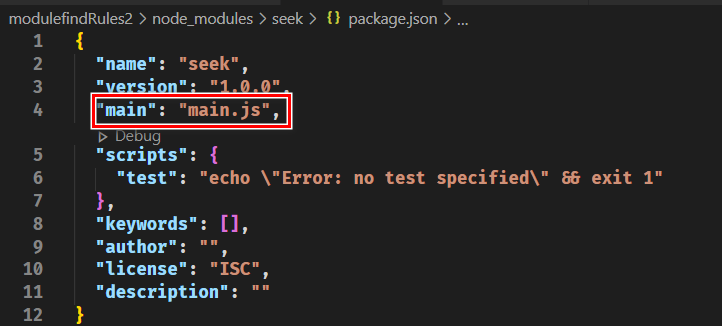 modulefindRules2 > node_modules > seek > {} package.json > ...
1 {
2 "name": "seek",
3 "version": "1.0.0",
4 "main": "main.js",
Debug
5 "scripts": {
6 "test": "echo \"Error: no test specified\" && exit 1"
7 },
8 "keywords": [],
9 "author": "",
10 "license": "ISC",
11 "description": ""
12 }